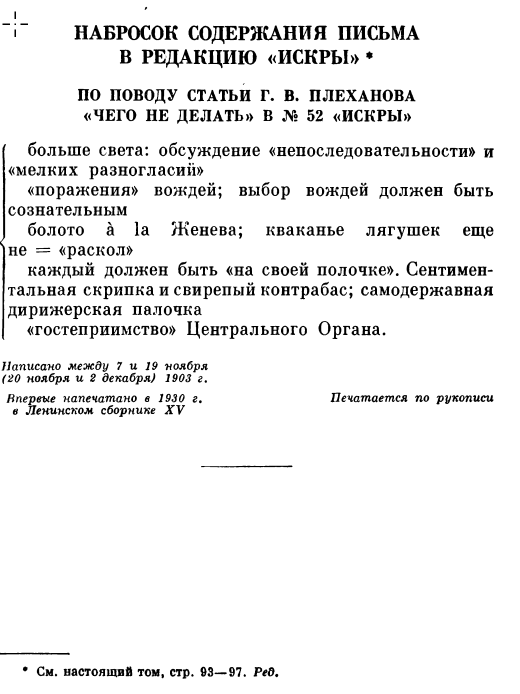 НАБРОСОК СОДЕРЖАНИЯ ПИСЬМА
В РЕДАКЦИЮ «ИСКРЫ» *
ПО ПОВОДУ СТАТЬИ Г. В. ПЛЕХАНОВА
«ЧЕГО НЕ ДЕЛАТЬ» В № 52 «ИСКРЫ»
больше света: обсуждение «непоследовательности» и
«мелких разногласий»
«поражения» вождей; выбор вождей должен быть
сознательным
болото à la Женева; кваканье лягушек еще
не = «раскол»
каждый должен быть «на своей полочке». Сентимен-
тальная скрипка и свирепый контрабас; самодержавная
дирижерская палочка
«гостеприимство» Центрального Органа.
Написано между 7 и 19 ноября
(20 ноября и 2 декабря) 1903 г.
Впервые напечатано в 1930 г.
в Ленинском сборнике XV
Печатается по рукописи
* См. настоящий том, стр. 93—97. Ред.